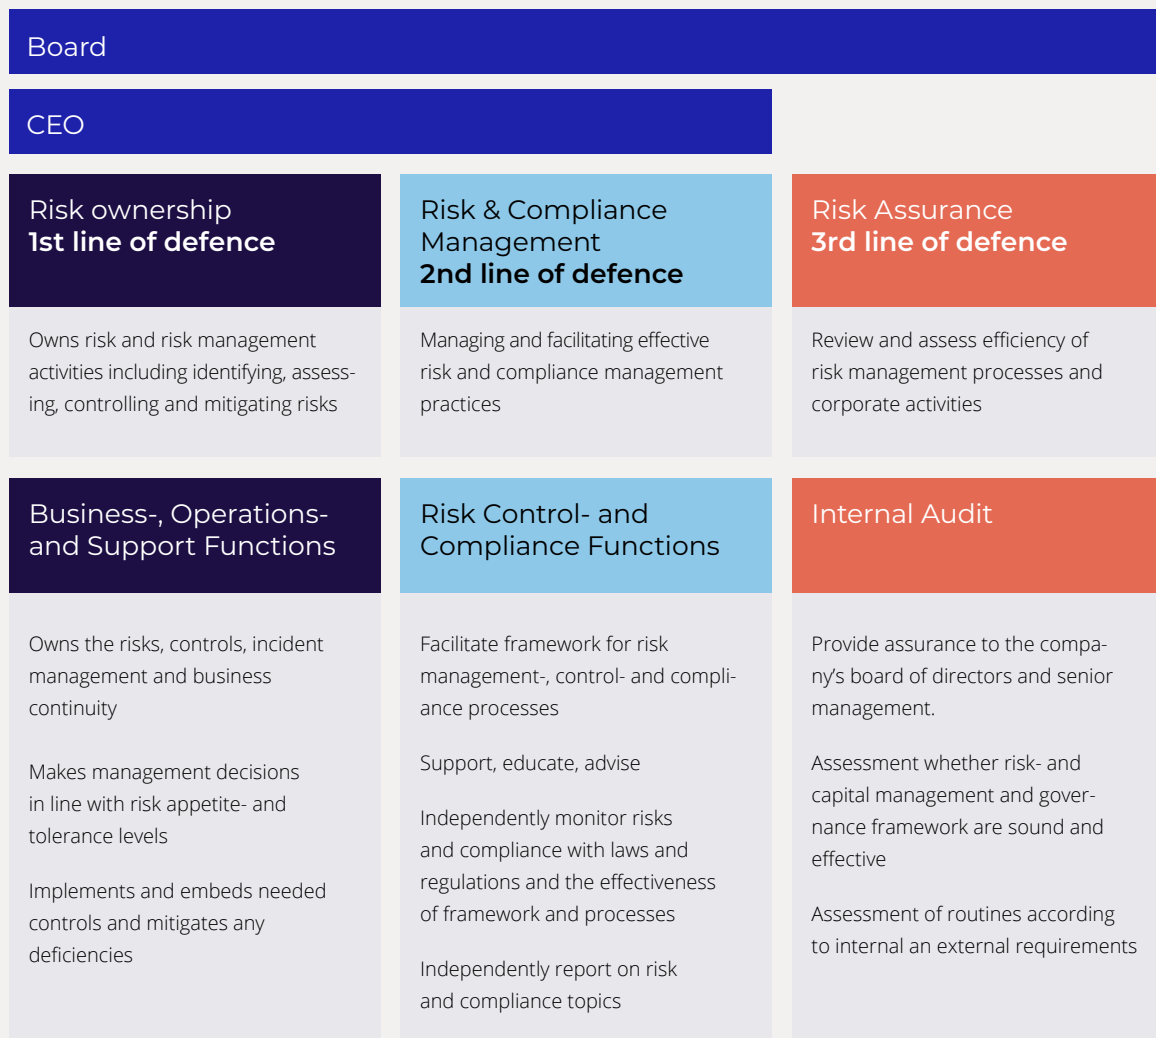 Board
CEO
Risk ownership
1st line of defence
Owns risk and risk management
activities including identifying, assess-
ing, controlling and mitigating risks
Risk & Compliance
Management
2nd line of defence
Managing and facilitating effective
risk and compliance management
practices
Risk Assurance
3rd line of defence
Review and assess efficiency of
risk management processes and
corporate activities
Business-, Operations-
and Support Functions
Owns the risks, controls, incident
management and business
continuity
Makes management decisions
in line with risk appetite- and
tolerance levels
Implements and embeds needed
controls and mitigates any
deficiencies
Risk Control- and
Compliance Functions
Facilitate framework for risk
management-, control- and compli-
ance processes
Support, educate, advise
Independently monitor risks
and compliance with laws and
regulations and the effectiveness
of framework and processes
Independently report on risk
and compliance topics
Internal Audit
Provide assurance to the compa-
ny’s board of directors and senior
management.
Assessment whether risk- and
capital management and gover-
nance framework are sound and
effective
Assessment of routines according
to internal an external requirements